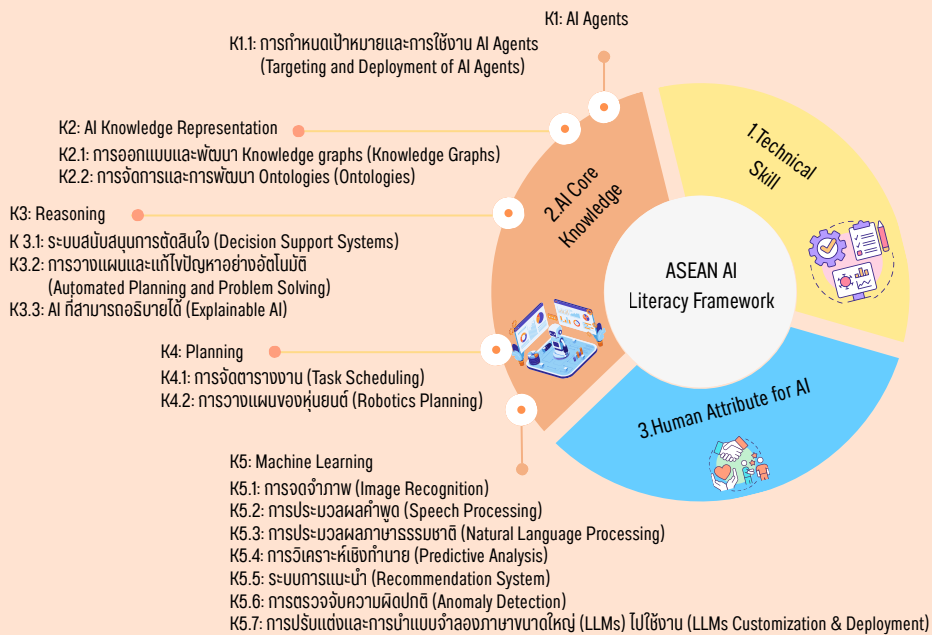 K1: AI Agents
K1.1: การกำหนดเป้าหมายและการใช้งาน AI Agents
(Targeting and Deployment of AI Agents)
K2: AI Knowledge Representation
K2.1: การออกแบบและพัฒนา Knowledge graphs (Knowledge Graphs)
K2.2: การจัดการและการพัฒนา Ontologies (Ontologies)
K3: Reasoning
K 3.1: ระบบสนับสนุนการตัดสินใจ (Decision Support Systems)
K3.2: การวางแผนและแก้ไขปัญหาอย่างอัตโนมัติ
(Automated Planning and Problem Solving)
K3.3: AI ที่สามารถอธิบายได้ (Explainable AI)
K4: Planning
K4.1: การจัดตารางงาน (Task Scheduling)
K4.2: การวางแผนของหุ่นยนต์ (Robotics Planning)
K5: Machine Learning
K5.1: การจดจำภาพ (Image Recognition)
K5.2: การประมวลผลคำพูด (Speech Processing)
K5.3: การประมวลผลภาษาธรรมชาติ (Natural Language Processing)
K5.4: การวิเคราะห์เชิงทำนาย (Predictive Analysis)
K5.5: ระบบการแนะนำ (Recommendation System)
K5.6: การตรวจจับความผิดปกติ (Anomaly Detection)
K5.7: การปรับแต่งและการนำแบบจำลองภาษาขนาดใหญ่ (LLMs) ไปใช้งาน (LLMs Customization & Deployment)
1.Technical
Skill
2.AI Core
Knowledge
ASEAN AI
Literacy Framework
3.Human Attribute for AI